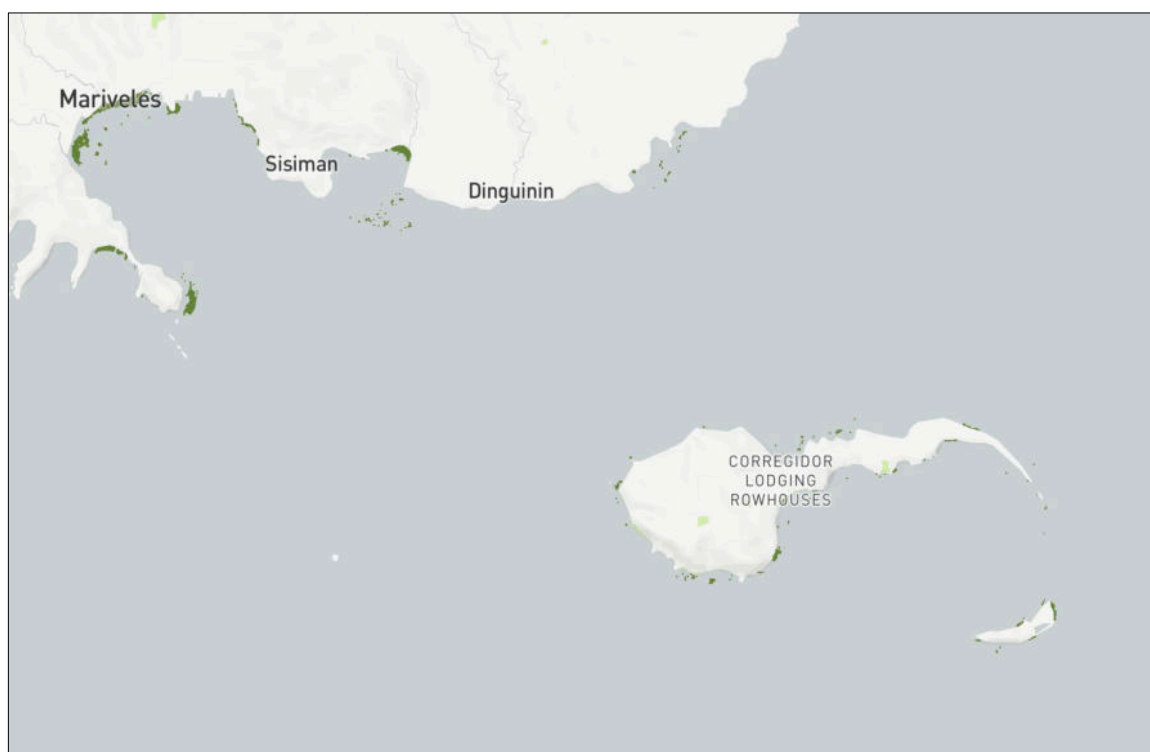 Mariveles
Sisiman
Dinguinin
CORREGIDOR
LODGING
ROWHOUSES